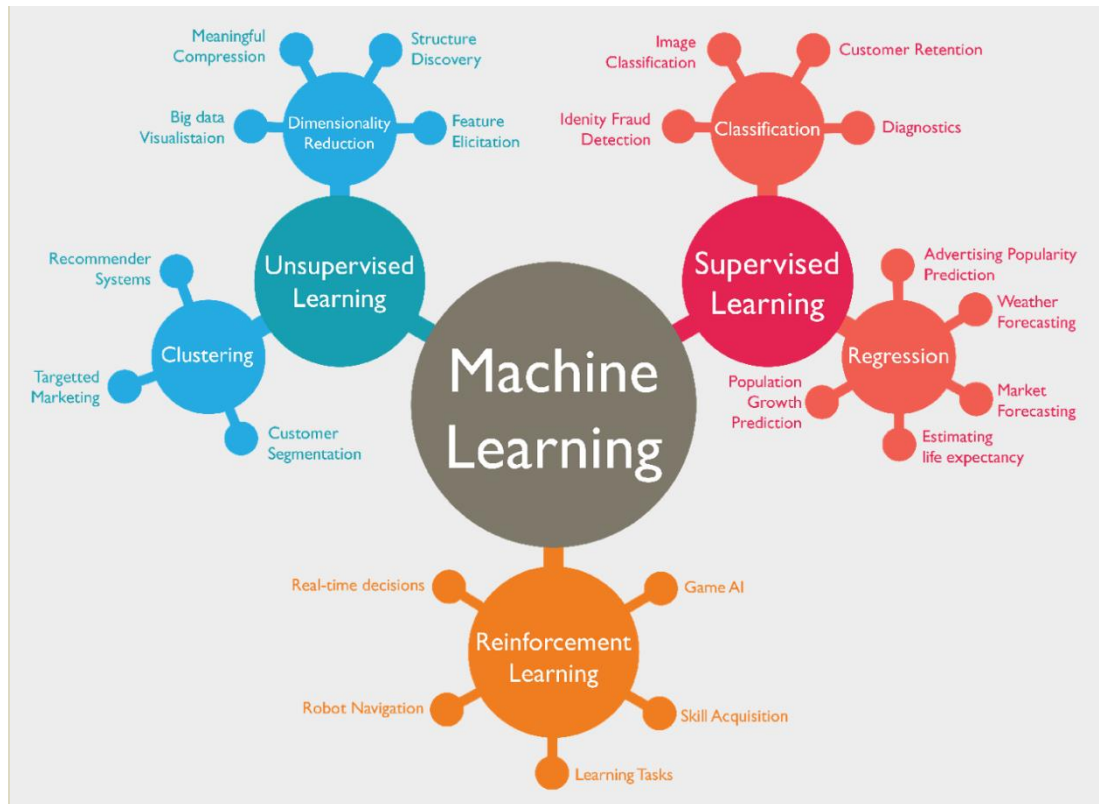 Machine
Learning
Unsupervised
Learning
Dimensionality
Reduction
Meaningful
Compression
Structure
Discovery
Big data
Visualistaion
Feature
Elicitation
Clustering
Recommender
Systems
Targetted
Marketing
Customer
Segmentation
Supervised
Learning
Classification
Image
Classification
Customer Retention
Idenity Fraud
Detection
Diagnostics
Regression
Advertising Popularity
Prediction
Weather
Forecasting
Population
Growth
Prediction
Market
Forecasting
Estimating
life expectancy
Reinforcement
Learning
Real-time decisions
Game AI
Robot Navigation
Skill Acquisition
Learning Tasks